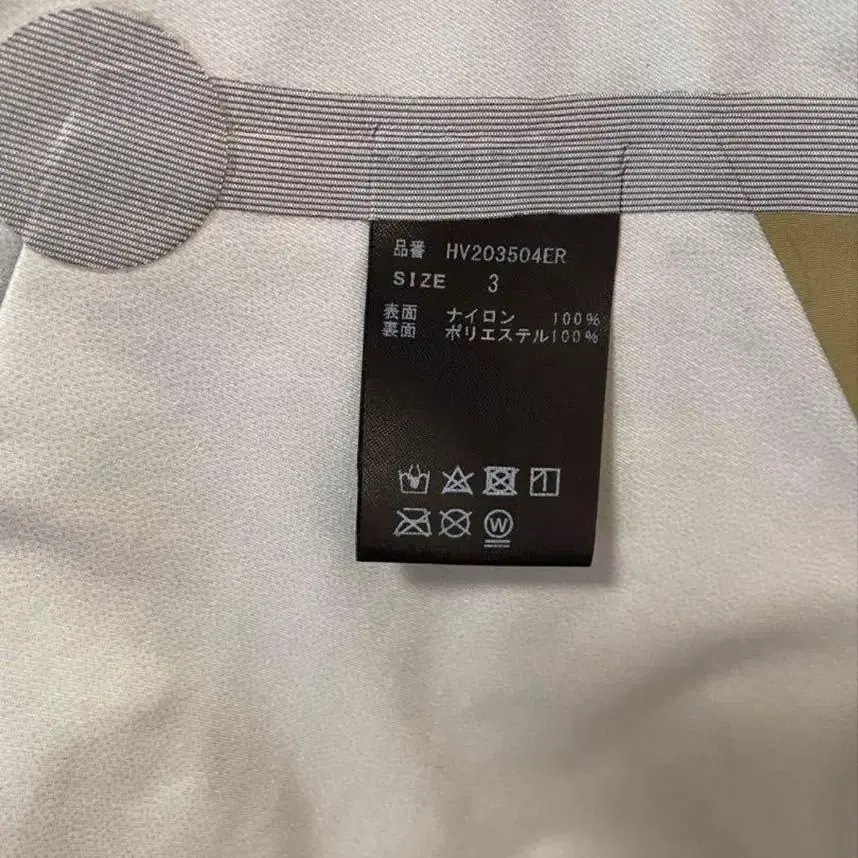 品番 HV203504ER
SIZE 3
表面 ナイロン 100%
裏面 ポリエステル100%
W